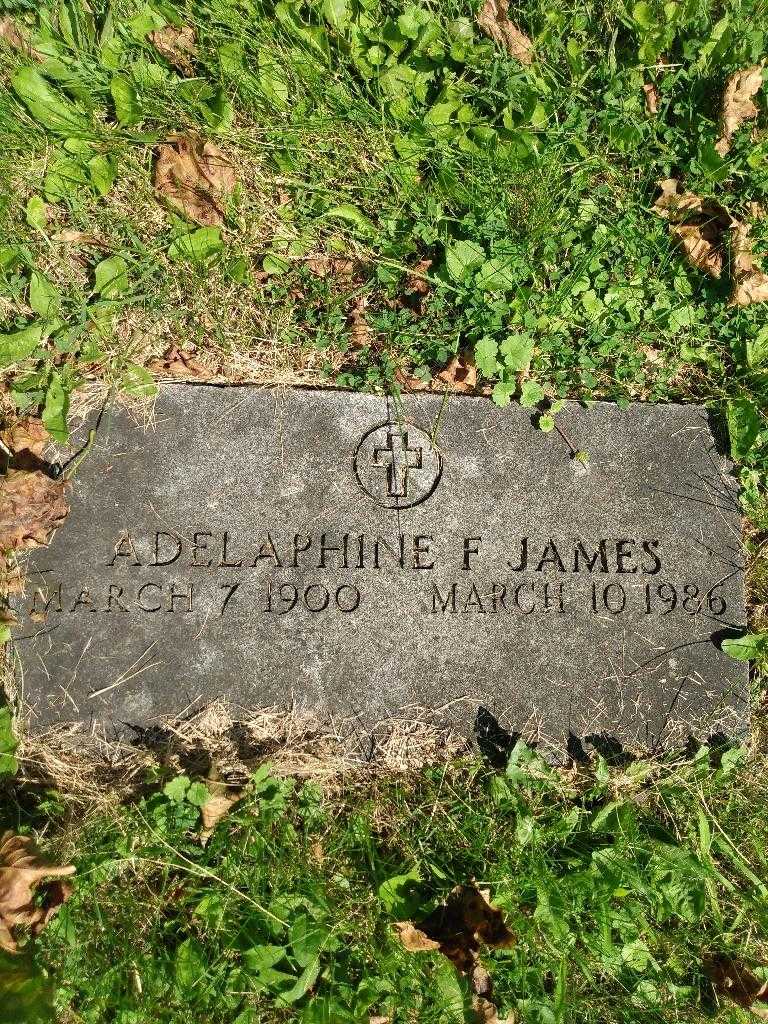 ADELAPHINE F JAMES
MARCH 7 1900 MARCH 10 1986